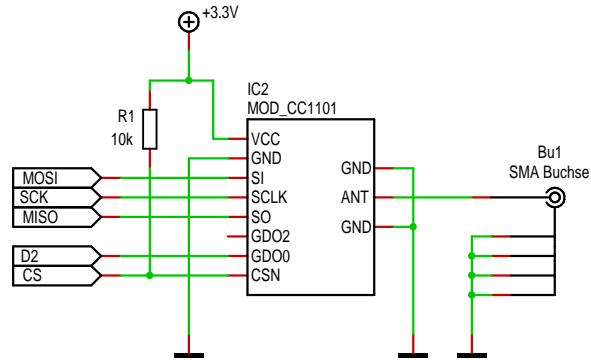 +3.3V
IC2
MOD_CC1101
R1
10k
VCC
GND
SI
SCLK
SO
GDO2
GDO0
CSN
GND
ANT
GND
Bu1
SMA Buchse
MOSI
SCK
MISO
D2
CS